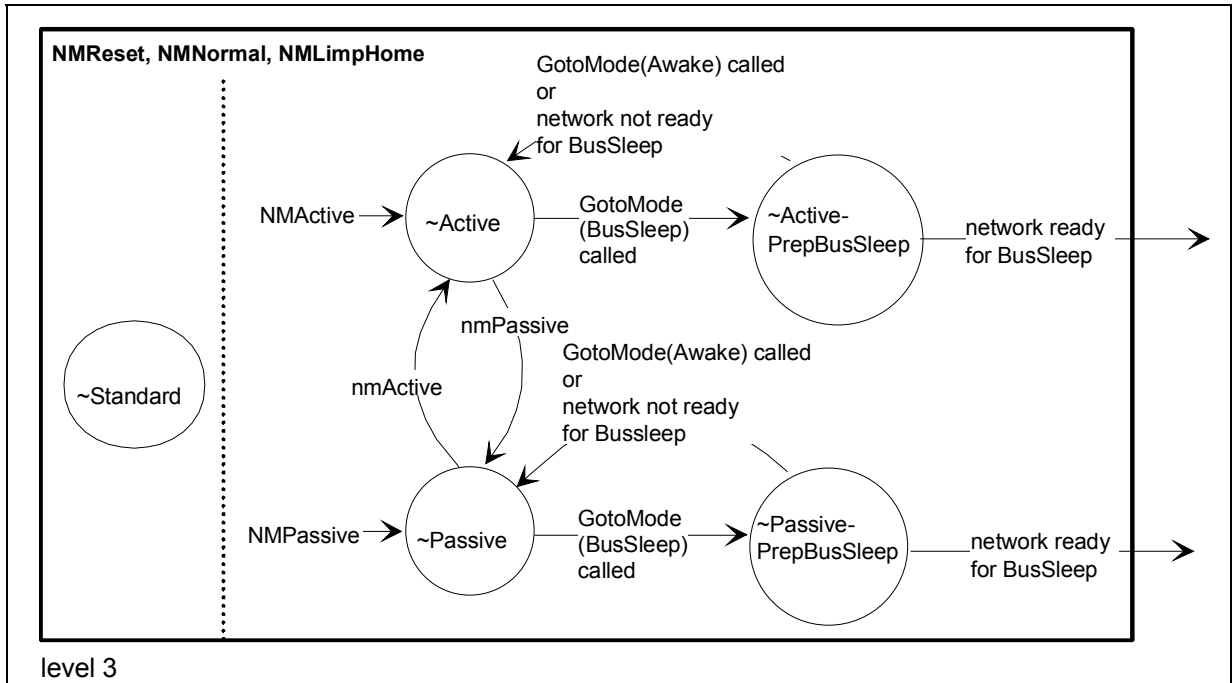 NMReset, NMNormal, NMLimpHome
GotoMode(Awake) called
or
network not ready
for BusSleep
NMActive
~Active
GotoMode
(BusSleep)
called
~Active-
PrepBusSleep
network ready
for BusSleep
nmPassive
nmActive
GotoMode(Awake) called
or
network not ready
for Bussleep
~Standard
NMPassive
~Passive
GotoMode
(BusSleep)
called
~Passive-
PrepBusSleep
network ready
for BusSleep
level 3